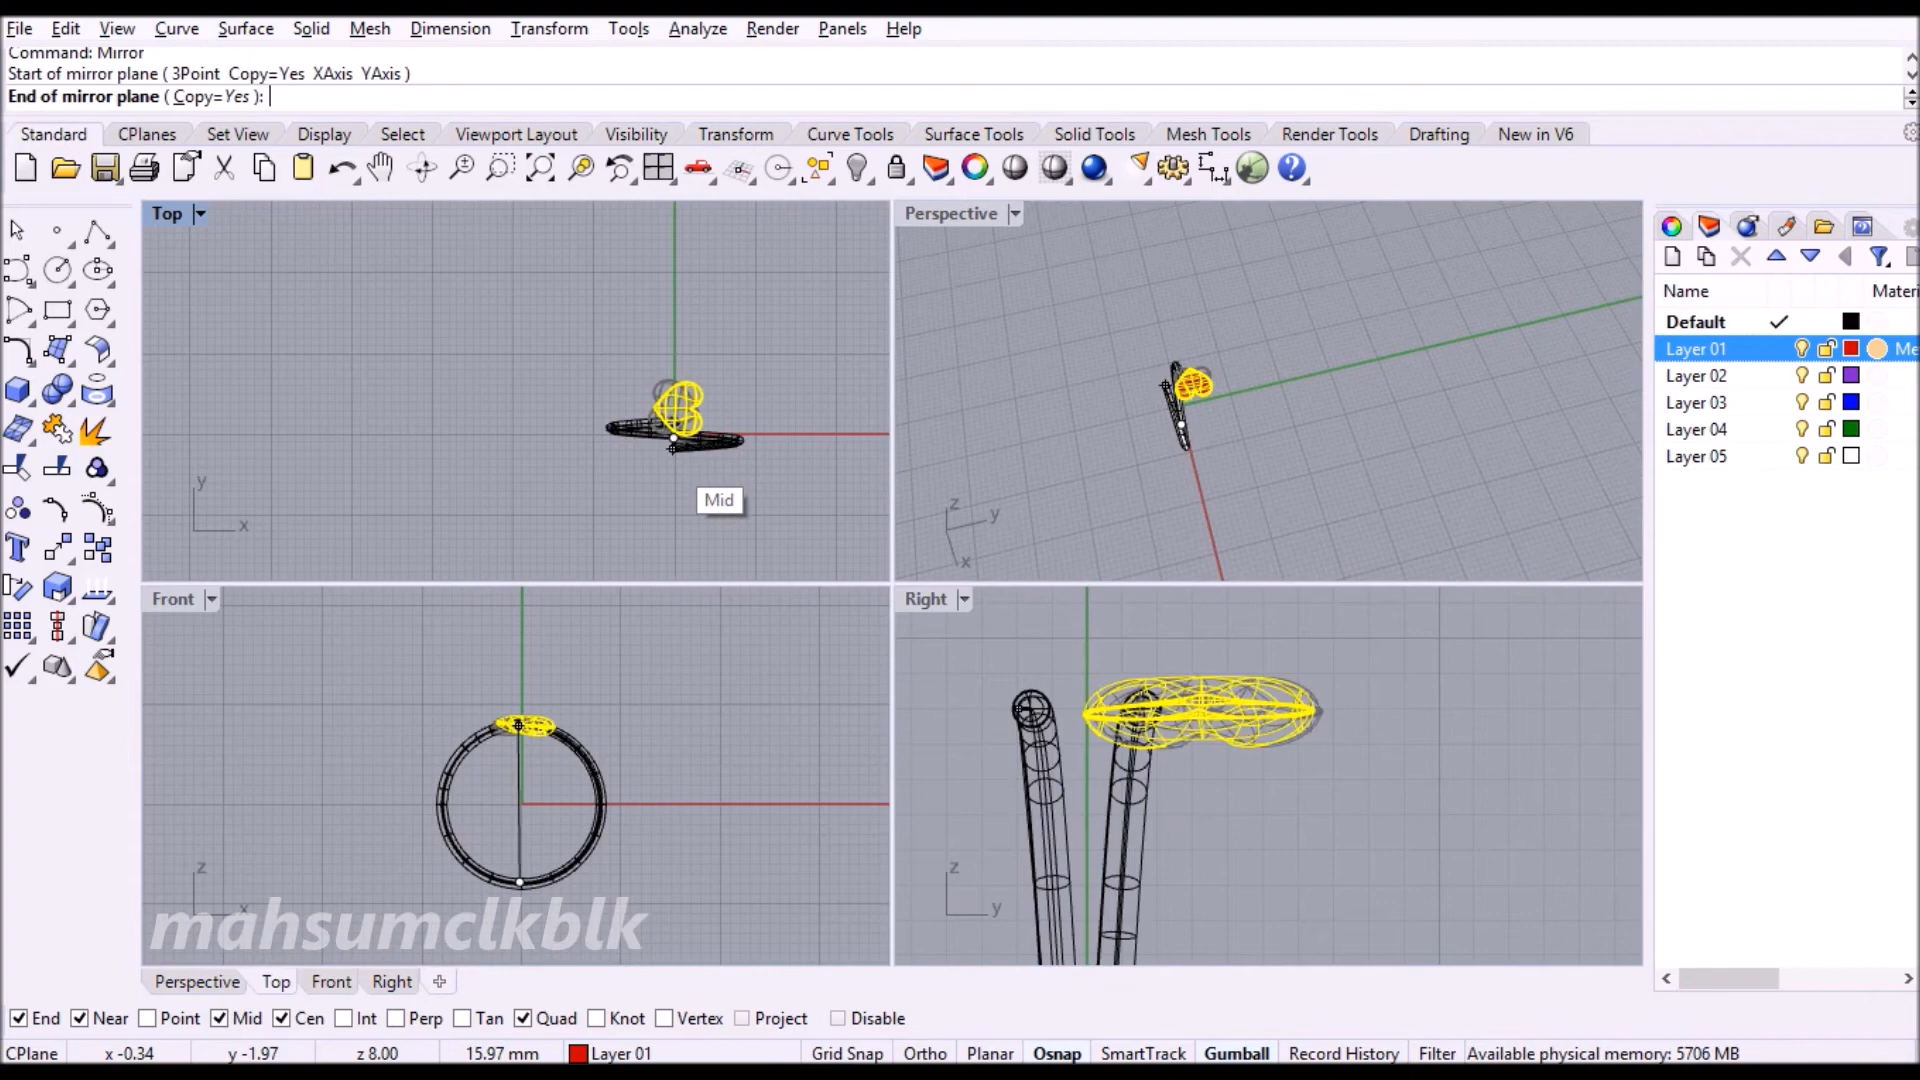 File Edit View Curve Surface Solid Mesh Dimension Transform Tools Analyze Render Panels Help
Command: Mirror
Start of mirror plane ( 3Point Copy=Yes XAxis YAxis )
End of mirror plane ( Copy=Yes ):
Standard CPlanes Set View Display Select Viewport Layout Visibility Transform Curve Tools Surface Tools Solid Tools Mesh Tools Render Tools Drafting New in V6
Top
Perspective
Name Materi
Default
Layer 01 Me
Layer 02
Layer 03
Layer 04
Layer 05
Mid
y
x
z
y
x
Front
Right
z
x
z
y
mahsumclkblk
Perspective Top Front Right
End Near Point Mid Cen Int Perp Tan Quad Knot Vertex Project Disable
CPlane x -0.34 y -1.97 z 8.00 15.97 mm Layer 01 Grid Snap Ortho Planar Osnap SmartTrack Gumball Record History Filter Available physical memory: 5706 MB